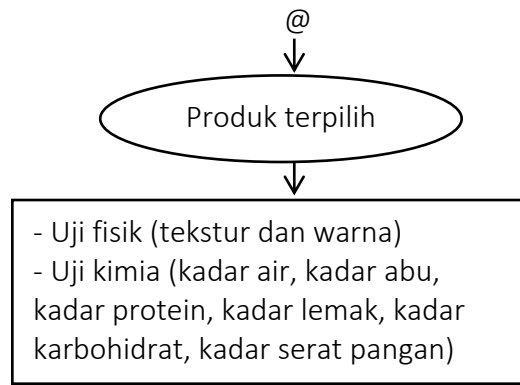 @
Produk terpilih
- Uji fisik (tekstur dan warna)
- Uji kimia (kadar air, kadar abu,
kadar protein, kadar lemak, kadar
karbohidrat, kadar serat pangan)